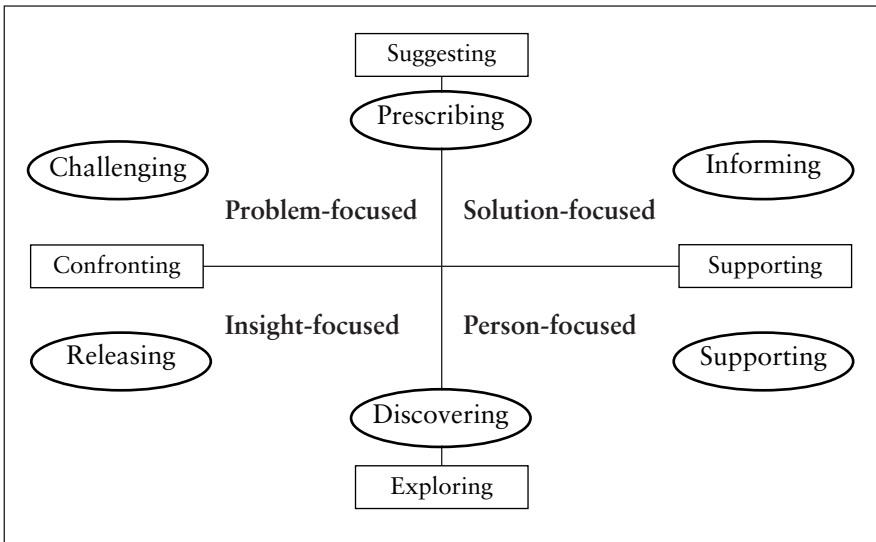 Suggesting
Prescribing
Challenging
Informing
Problem-focused
Solution-focused
Confronting
Supporting
Insight-focused
Person-focused
Releasing
Supporting
Discovering
Exploring